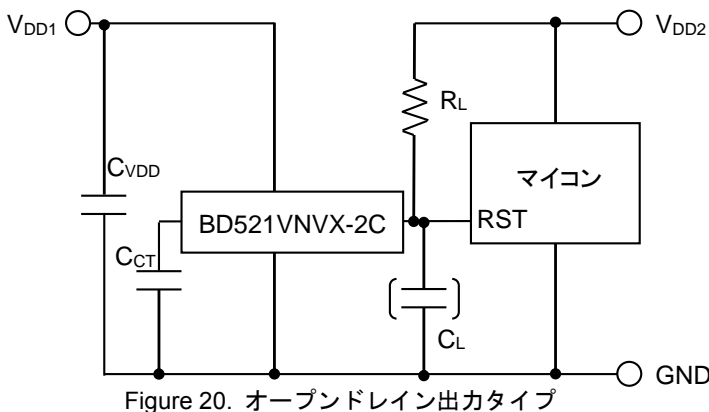 VDD1
VDD2
RL
CVDD
マイコン
BD521VNVX-2C
RST
CCT
CL
GND
Figure 20. オープンドレイン出力タイプ